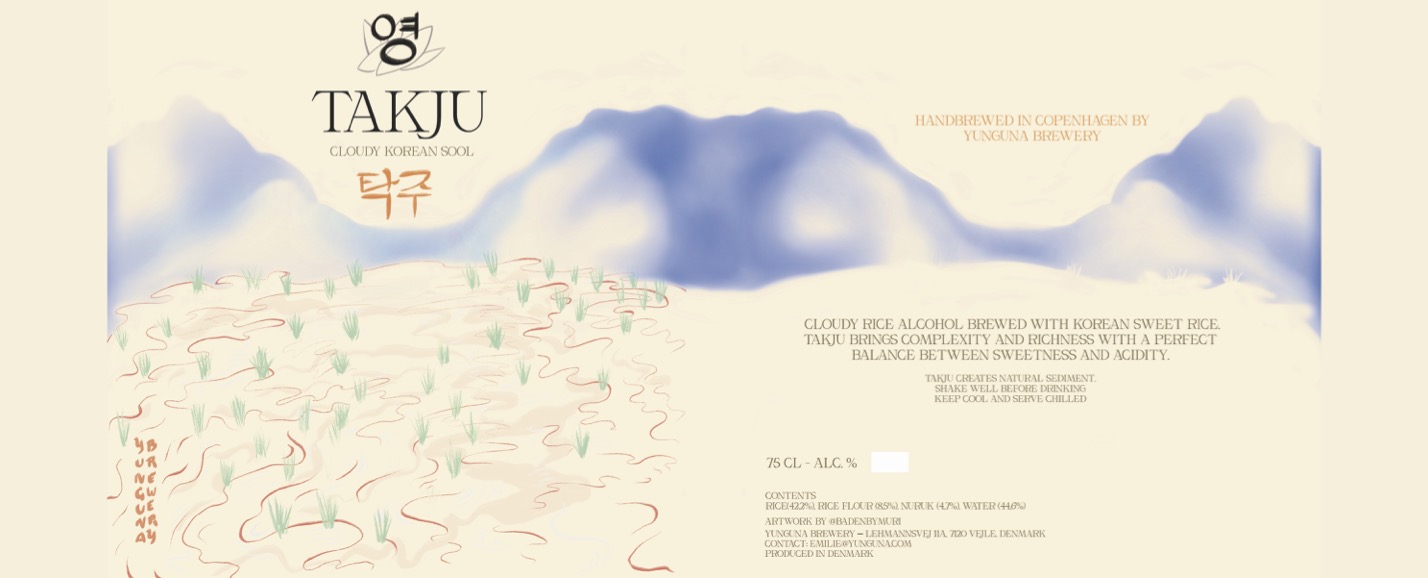 영
TAKJU
CLOUDY KOREAN SOOL
탁주
YUNGUNA
BREWERY
HANDBREWED IN COPENHAGEN BY
YUNGUNA BREWERY
CLOUDY RICE ALCOHOL BREWED WITH KOREAN SWEET RICE.
TAKJU BRINGS COMPLEXITY AND RICHNESS WITH A PERFECT
BALANCE BETWEEN SWEETNESS AND ACIDITY.
TAKJU CREATES NATURAL SEDIMENT.
SHAKE WELL BEFORE DRINKING
KEEP COOL AND SERVE CHILLED
75 CL - ALC. %
CONTENTS
RICE(42,2%), RICE FLOUR (8,5%), NURUK (4,7%), WATER (44,6%)
ARTWORK BY @BADENBYMURI
YUNGUNA BREWERY – LEHMANNSVEJ 11A, 7120 VEJLE, DENMARK
CONTACT: EMILIE@YUNGUNA.COM
PRODUCED IN DENMARK